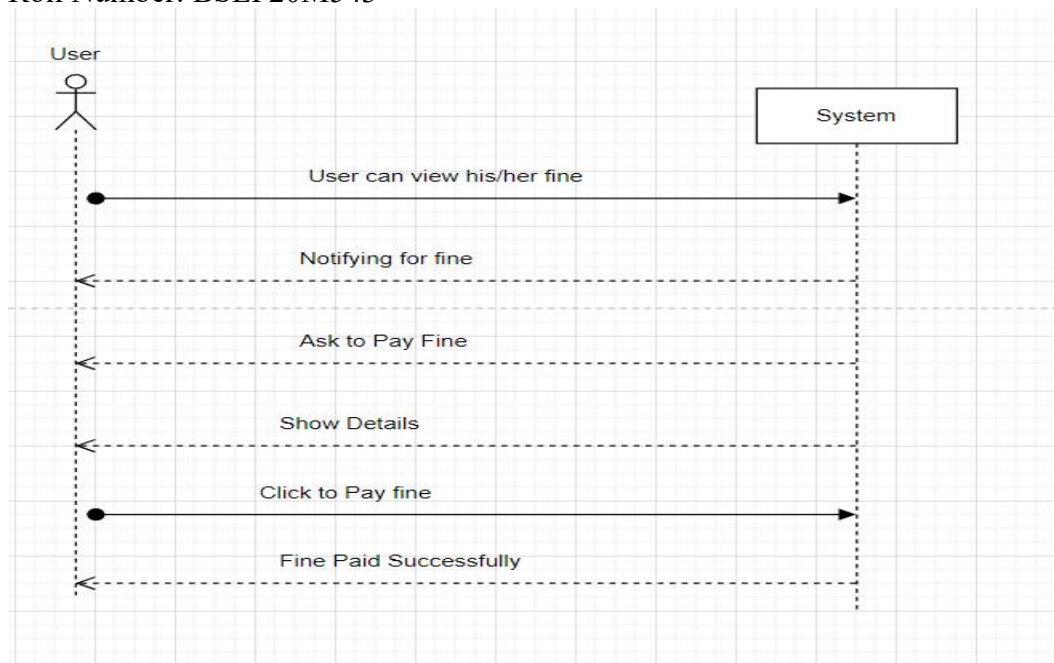 User
System
User can view his/her fine
Notifying for fine
Ask to Pay Fine
Show Details
Click to Pay fine
Fine Paid Successfully